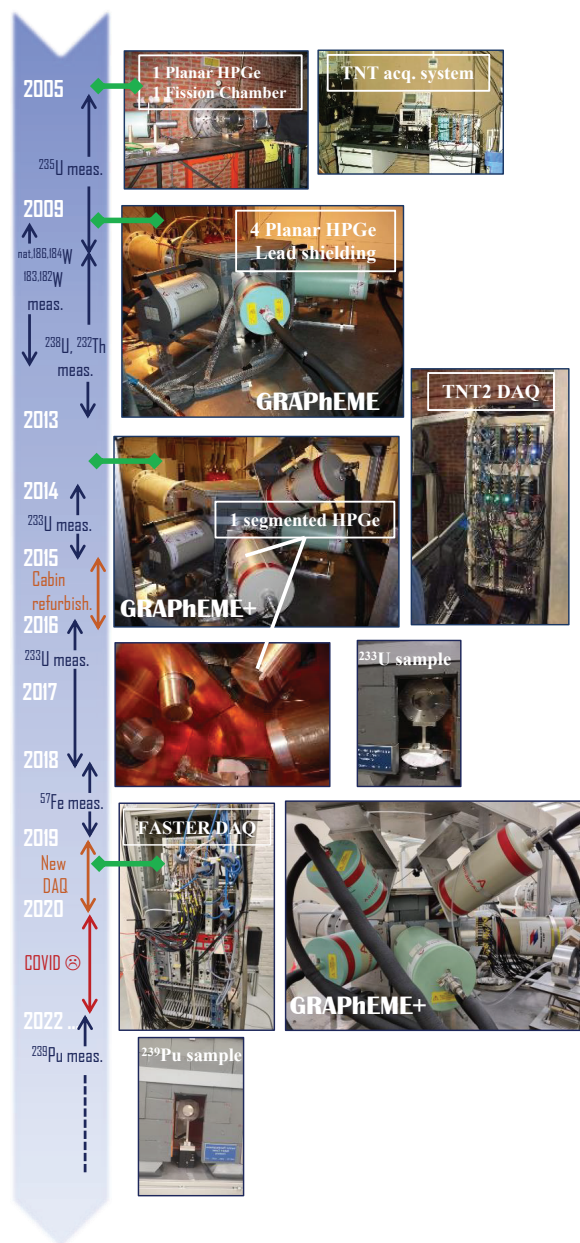 2005
1 Planar HPGe
1 Fission Chamber
TNT acq. system
²³⁵U meas.
2009
4 Planar HPGe
Lead shielding
nat,186,184W
183,182W
meas.
²³⁸U, ²³²Th
meas.
GRAPhEME
2013
TNT2 DAQ
2014
²³³U meas.
1 segmented HPGe
2015
Cabin
refurbish.
GRAPhEME+
2016
²³³U meas.
²³³U sample
2017
2018
⁵⁷Fe meas.
2019
FASTER DAQ
New
DAQ
2020
COVID ☹
GRAPhEME+
2022 ..
²³⁹Pu meas.
²³⁹Pu sample